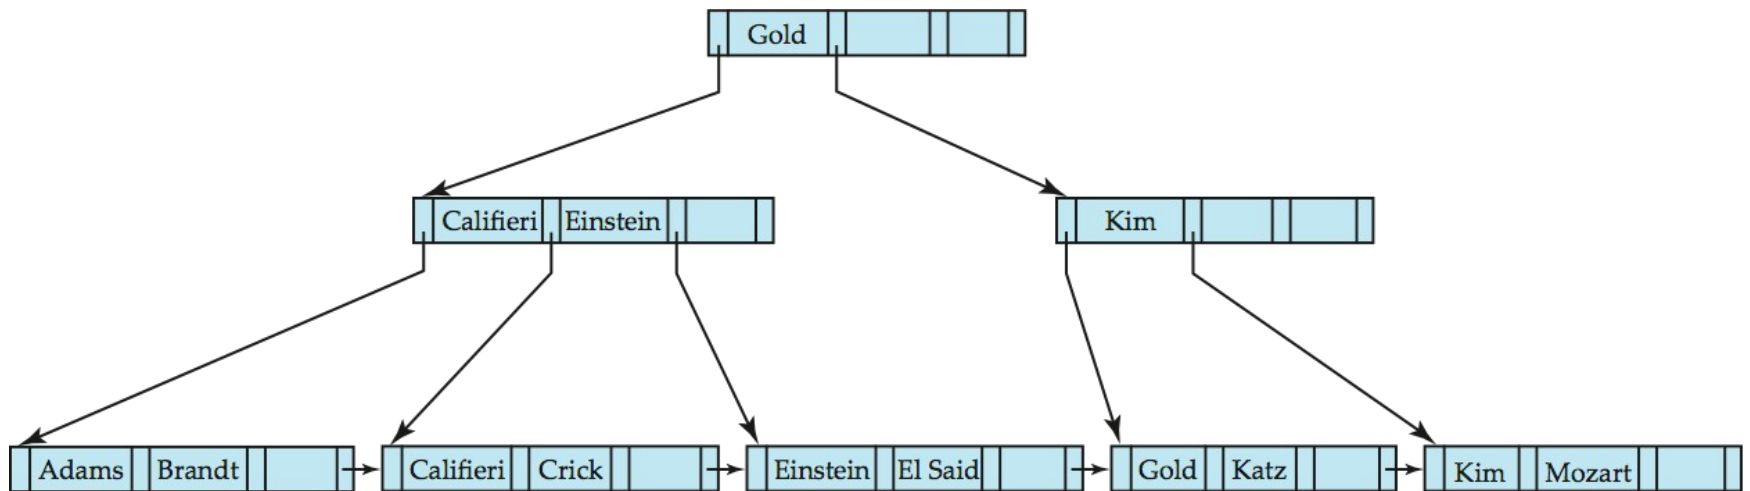 Gold
Califieri Einstein
Kim
Adams Brandt
Califieri Crick
Einstein El Said
Gold Katz
Kim Mozart